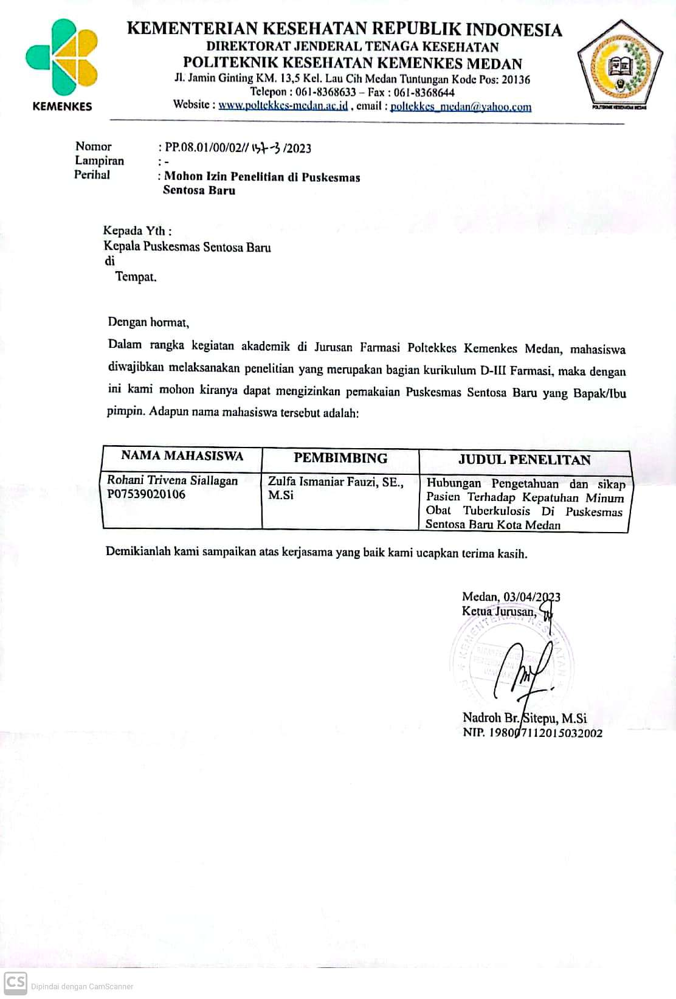 KEMENTERIAN KESEHATAN REPUBLIK INDONESIA
DIREKTORAT JENDERAL TENAGA KESEHATAN
POLITEKNIK KESEHATAN KEMENKES MEDAN
Jl. Jamin Ginting KM. 13,5 Kel. Lau Cih Medan Tuntungan Kode Pos: 20136
Telepon : 061-8368633 – Fax : 061-8368644
Website : www.poltekkes-medan.ac.id , email : poltekkes_medan@yahoo.com
KEMENKES
POLITEKNIK KESEHATAN MEDAN
Nomor : PP.08.01/00/02// 137-3 /2023
Lampiran : -
Perihal : Mohon Izin Penelitian di Puskesmas
Sentosa Baru
Kepada Yth :
Kepala Puskesmas Sentosa Baru
di
Tempat.
Dengan hormat,
Dalam rangka kegiatan akademik di Jurusan Farmasi Poltekkes Kemenkes Medan, mahasiswa
diwajibkan melaksanakan penelitian yang merupakan bagian kurikulum D-III Farmasi, maka dengan
ini kami mohon kiranya dapat mengizinkan pemakaian Puskesmas Sentosa Baru yang Bapak/Ibu
pimpin. Adapun nama mahasiswa tersebut adalah:
NAMA MAHASISWA PEMBIMBING JUDUL PENELITAN
Rohani Trivena Siallagan
P07539020106
Zulfa Ismaniar Fauzi, SE.,
M.Si
Hubungan Pengetahuan dan sikap
Pasien Terhadap Kepatuhan Minum
Obat Tuberkulosis Di Puskesmas
Sentosa Baru Kota Medan
Demikianlah kami sampaikan atas kerjasama yang baik kami ucapkan terima kasih.
Medan, 03/04/2023
Ketua Jurusan,
KEMENTERIAN KESEHATAN
Nadroh Br. Sitepu, M.Si
NIP. 198007112015032002
CS Dipindai dengan CamScanner